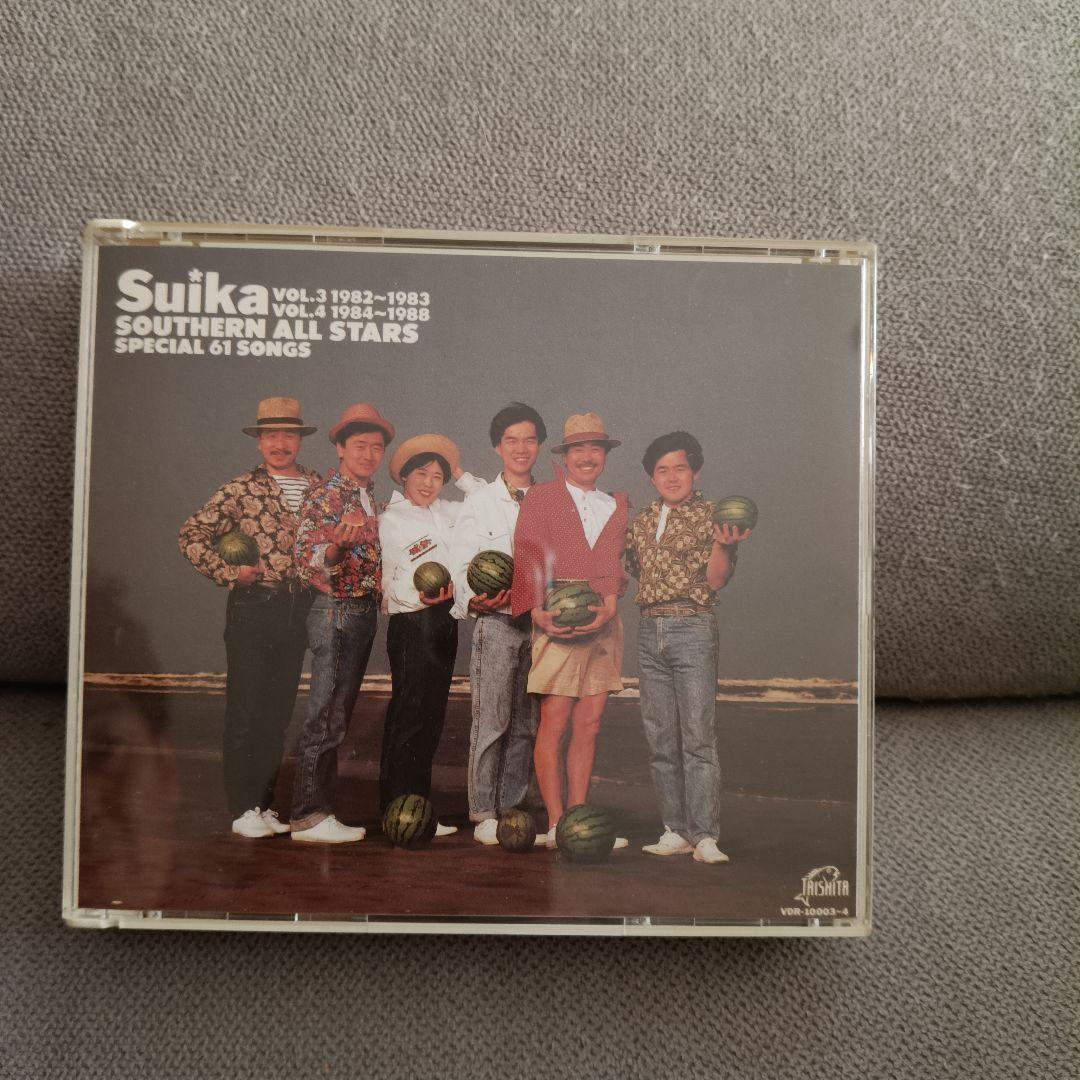 Suika VOL.3 1982~1983
VOL.4 1984~1988
SOUTHERN ALL STARS
SPECIAL 61 SONGS
TAISHITA
VDR-10003~4